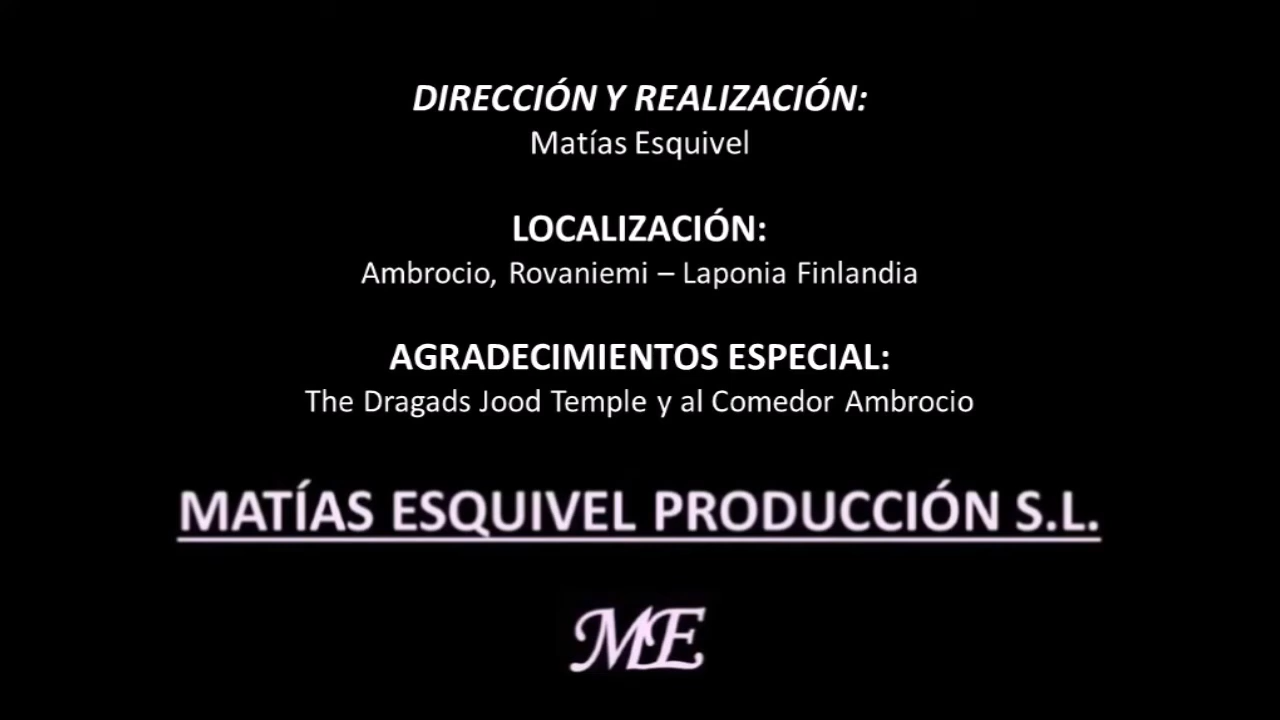 DIRECCIÓN Y REALIZACIÓN:
Matías Esquivel
LOCALIZACIÓN:
Ambrocio, Rovaniemi – Laponia Finlandia
AGRADECIMIENTOS ESPECIAL:
The Dragads Jood Temple y al Comedor Ambrocio
MATÍAS ESQUIVEL PRODUCCIÓN S.L.
ME